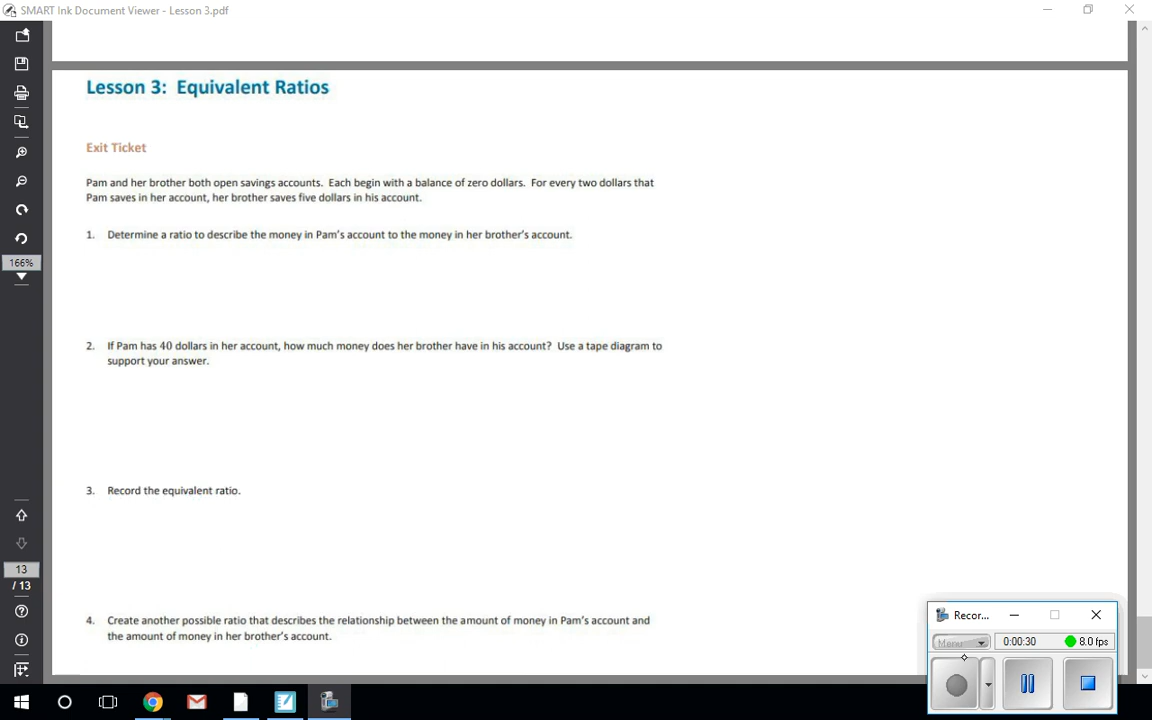 SMART Ink Document Viewer - Lesson 3.pdf
Lesson 3: Equivalent Ratios
Exit Ticket
Pam and her brother both open savings accounts. Each begin with a balance of zero dollars. For every two dollars that
Pam saves in her account, her brother saves five dollars in his account.
1. Determine a ratio to describe the money in Pam's account to the money in her brother's account.
2. If Pam has 40 dollars in her account, how much money does her brother have in his account? Use a tape diagram to
support your answer.
3. Record the equivalent ratio.
4. Create another possible ratio that describes the relationship between the amount of money in Pam's account and
the amount of money in her brother's account.
166%
13
/ 13
Recor...
Menu
0:00:30
8.0 fps